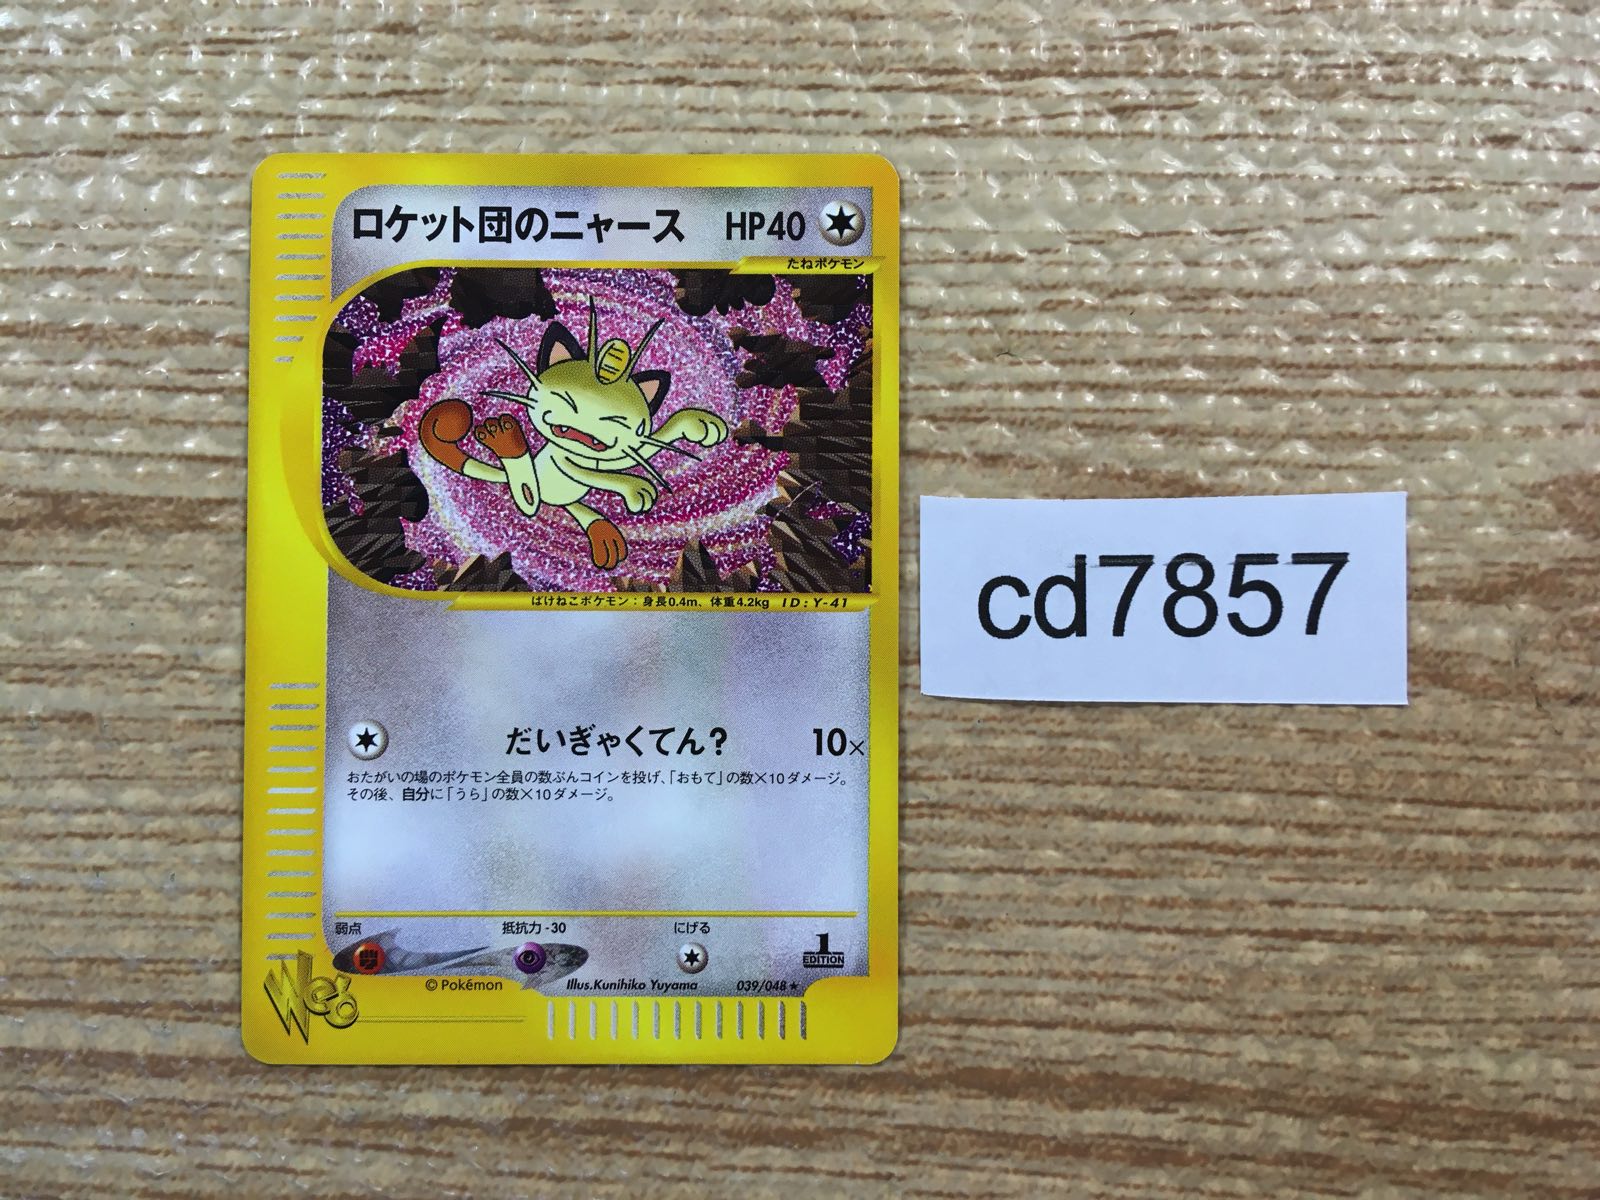 ロケット団のニャース HP40
たねポケモン
ばけねこポケモン：身長0.4m、体重4.2kg ID:Y-41
だいぎゃくてん？ 10×
おたがいの場のポケモン全員の数ぶんコインを投げ、「おもて」の数×10ダメージ。
その後、自分に「うら」の数×10ダメージ。
弱点 抵抗力-30 にげる
1
EDITION
Web
©Pokémon Illus.Kunihiko Yuyama 039/048★
cd7857